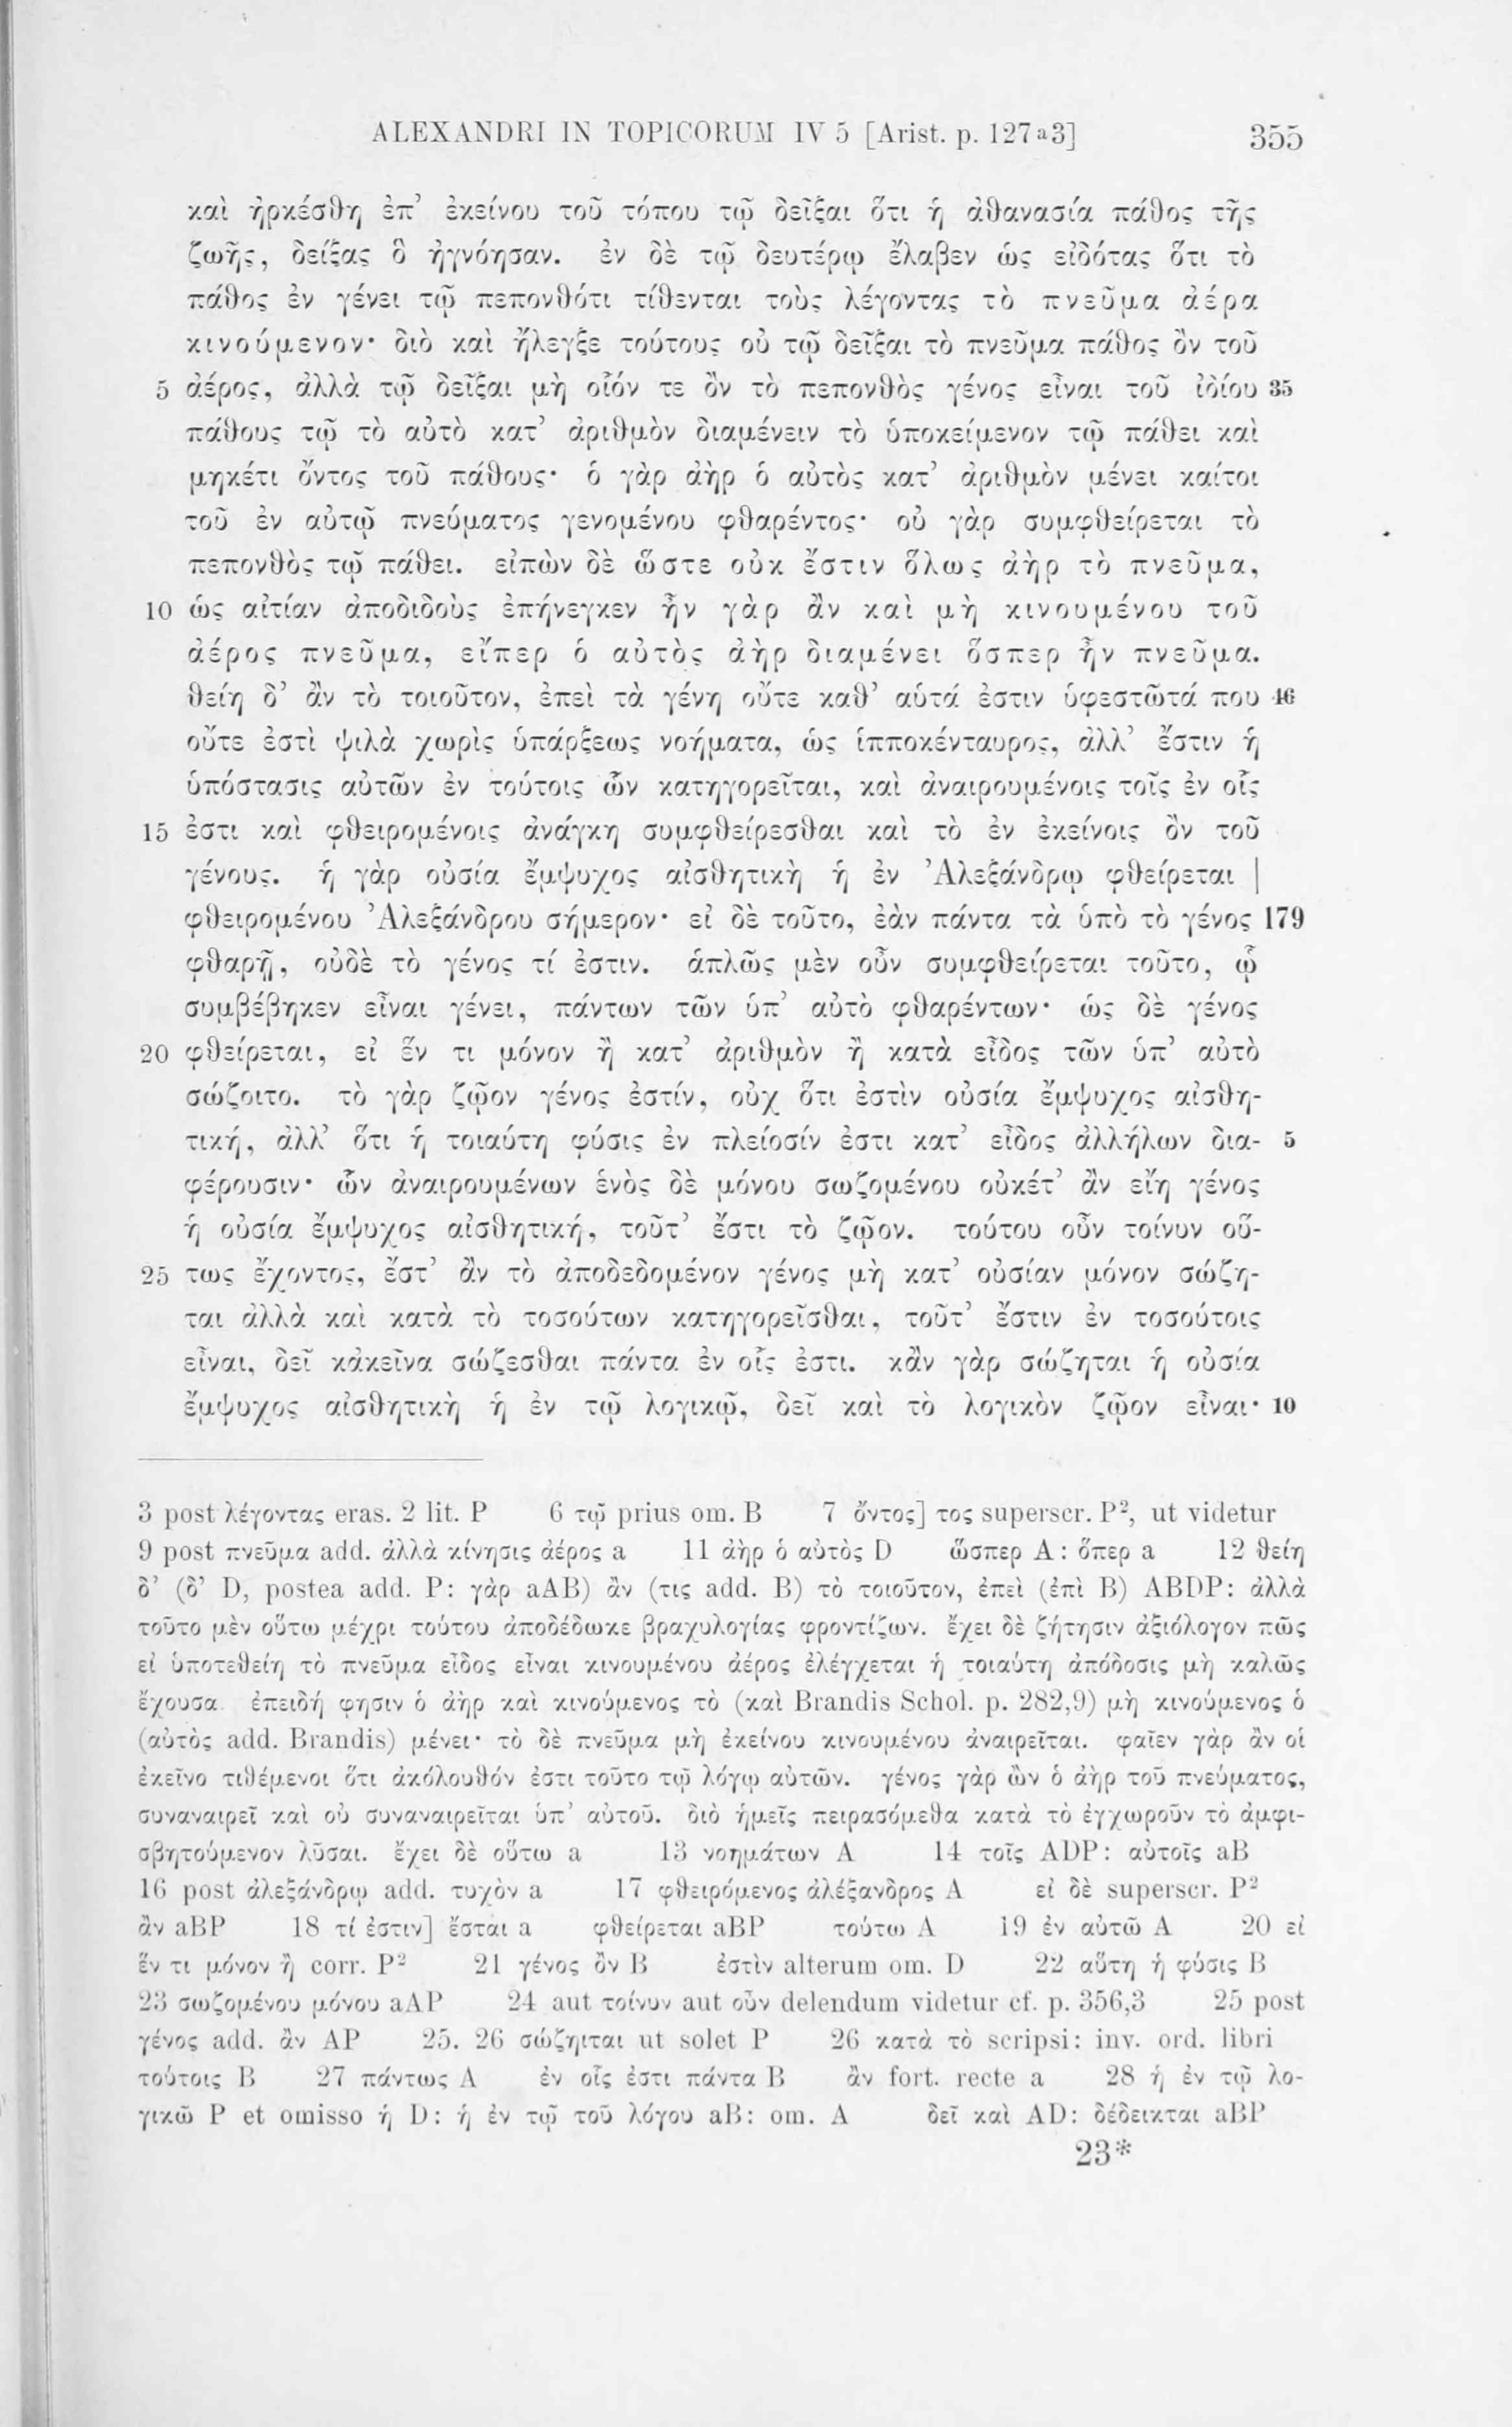 ALEXANDRI IN TOPICORUM IV 5 [Arist. p. 127a3] 355
καὶ ἠρκέσθη ἐπ’ ἐκείνου τοῦ τόπου τῷ δεῖξαι ὅτι ἡ ἀθανασία πάθος τῆς
ζωῆς, δείξας ὃ ἠγνόησαν. ἐν δὲ τῷ δευτέρῳ ἔλαβεν ὡς εἰδότας ὅτι τὸ
πάθος ἐν γένει τῷ πεπονθότι τίθενται τοὺς λέγοντας τὸ πνεῦμα ἀέρα
κινούμενον· διὸ καὶ ἤλεγξε τούτους οὐ τῷ δεῖξαι τὸ πνεῦμα πάθος ὂν τοῦ
5 ἀέρος, ἀλλὰ τῷ δεῖξαι μὴ οἷόν τε ὂν τὸ πεπονθὸς γένος εἶναι τοῦ ἰδίου 35
πάθους τῷ τὸ αὐτὸ κατ’ ἀριθμὸν διαμένειν τὸ ὑποκείμενον τῷ πάθει καὶ
μηκέτι ὄντος τοῦ πάθους· ὁ γὰρ ἀὴρ ὁ αὐτὸς κατ’ ἀριθμὸν μένει καίτοι
τοῦ ἐν αὐτῷ πνεύματος γενομένου φθαρέντος· οὐ γὰρ συμφθείρεται τὸ
πεπονθὸς τῷ πάθει. εἰπὼν δὲ ὥστε οὐκ ἔστιν ὅλως ἀὴρ τὸ πνεῦμα,
10 ὡς αἰτίαν ἀποδιδοὺς ἐπήνεγκεν ἦν γὰρ ἂν καὶ μὴ κινουμένου τοῦ
ἀέρος πνεῦμα, εἴπερ ὁ αὐτὸς ἀὴρ διαμένει ὅσπερ ἦν πνεῦμα.
θείη δ’ ἂν τὸ τοιοῦτον, ἐπεὶ τὰ γένη οὔτε καθ’ αὑτά ἐστιν ὑφεστῶτά που 46
οὔτε ἐστὶ ψιλὰ χωρὶς ὑπάρξεως νοήματα, ὡς ἱπποκένταυρος, ἀλλ’ ἔστιν ἡ
ὑπόστασις αὐτῶν ἐν τούτοις ὧν κατηγορεῖται, καὶ ἀναιρουμένοις τοῖς ἐν οἷς
15 ἐστι καὶ φθειρομένοις ἀνάγκη συμφθείρεσθαι καὶ τὸ ἐν ἐκείνοις ὂν τοῦ
γένους. ἡ γὰρ οὐσία ἔμψυχος αἰσθητικὴ ἡ ἐν Ἀλεξάνδρῳ φθείρεται |
φθειρομένου Ἀλεξάνδρου σήμερον· εἰ δὲ τοῦτο, ἐὰν πάντα τὰ ὑπὸ τὸ γένος 179
φθαρῇ, οὐδὲ τὸ γένος τί ἐστιν. ἁπλῶς μὲν οὖν συμφθείρεται τοῦτο, ᾧ
συμβέβηκεν εἶναι γένει, πάντων τῶν ὑπ’ αὐτὸ φθαρέντων· ὡς δὲ γένος
20 φθείρεται, εἰ ἕν τι μόνον ἢ κατ’ ἀριθμὸν ἢ κατὰ εἶδος τῶν ὑπ’ αὐτὸ
σώζοιτο. τὸ γὰρ ζῷον γένος ἐστίν, οὐχ ὅτι ἐστὶν οὐσία ἔμψυχος αἰσθη-
τική, ἀλλ’ ὅτι ἡ τοιαύτη φύσις ἐν πλείοσίν ἐστι κατ’ εἶδος ἀλλήλων δια- 5
φέρουσιν· ὧν ἀναιρουμένων ἑνὸς δὲ μόνου σωζομένου οὐκέτ’ ἂν εἴη γένος
ἡ οὐσία ἔμψυχος αἰσθητική, τοῦτ’ ἔστι τὸ ζῷον. τούτου οὖν τοίνυν οὕ-
25 τως ἔχοντος, ἔστ’ ἂν τὸ ἀποδεδομένον γένος μὴ κατ’ οὐσίαν μόνον σώζη-
ται ἀλλὰ καὶ κατὰ τὸ τοσούτων κατηγορεῖσθαι, τοῦτ’ ἔστιν ἐν τοσούτοις
εἶναι, δεῖ κἀκεῖνα σώζεσθαι πάντα ἐν οἷς ἐστι. κἂν γὰρ σώζηται ἡ οὐσία
ἔμψυχος αἰσθητικὴ ἡ ἐν τῷ λογικῷ, δεῖ καὶ τὸ λογικὸν ζῷον εἶναι· 10
3 post λέγοντας eras. 2 lit. P 6 τῷ prius om. B 7 ὄντος] τος superscr. P², ut videtur
9 post πνεῦμα add. ἀλλὰ κίνησις ἀέρος a 11 ἀὴρ ὁ αὐτὸς D ὥσπερ A: ὅπερ a 12 θείη
δ’ (δ’ D, postea add. P: γὰρ aAB) ἂν (τις add. B) τὸ τοιοῦτον, ἐπεὶ (ἐπὶ B) ABDP: ἀλλὰ
τοῦτο μὲν οὕτω μέχρι τούτου ἀποδέδωκε βραχυλογίας φροντίζων. ἔχει δὲ ζήτησιν ἀξιόλογον πῶς
εἰ ὑποτεθείη τὸ πνεῦμα εἶδος εἶναι κινουμένου ἀέρος ἐλέγχεται ἡ τοιαύτη ἀπόδοσις μὴ καλῶς
ἔχουσα. ἐπειδή φησιν ὁ ἀὴρ καὶ κινούμενος τὸ (καὶ Brandis Schol. p. 282,9) μὴ κινούμενος ὁ
(αὐτὸς add. Brandis) μένει· τὸ δὲ πνεῦμα μὴ ἐκείνου κινουμένου ἀναιρεῖται. φαῖεν γὰρ ἂν οἱ
ἐκεῖνο τιθέμενοι ὅτι ἀκόλουθόν ἐστι τοῦτο τῷ λόγῳ αὐτῶν. γένος γὰρ ὢν ὁ ἀὴρ τοῦ πνεύματος,
συναναιρεῖ καὶ οὐ συναναιρεῖται ὑπ’ αὐτοῦ. διὸ ἡμεῖς πειρασόμεθα κατὰ τὸ ἐγχωροῦν τὸ ἀμφι-
σβητούμενον λῦσαι. ἔχει δὲ οὕτω a 13 νοημάτων A 14 τοῖς ADP: αὐτοῖς aB
16 post ἀλεξάνδρῳ add. τυχὸν a 17 φθειρόμενος ἀλέξανδρος A εἰ δὲ superscr. P²
ἂν aBP 18 τί ἐστιν] ἔσται a φθείρεται aBP τούτω A 19 ἐν αὐτῶ A 20 εἰ
ἕν τι μόνον ἢ corr. P² 21 γένος ὂν B ἐστὶν alterum om. D 22 αὕτη ἡ φύσις B
23 σωζομένου μόνου aAP 24 aut τοίνυν aut οὖν delendum videtur cf. p. 356,3 25 post
γένος add. ἂν AP 25. 26 σώζηιται ut solet P 26 κατὰ τὸ scripsi: inv. ord. libri
τούτοις B 27 πάντως A ἐν οἷς ἐστι πάντα B ἂν fort. recte a 28 ἡ ἐν τῷ λο-
γικῶ P et omisso ἡ D: ἡ ἐν τῷ τοῦ λόγου aB: om. A δεῖ καὶ AD: δέδεικται aBP
23*